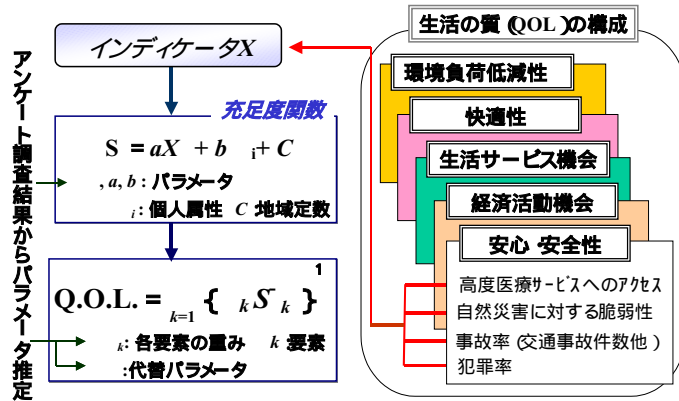 アンケート調査結果からパラメータ推定
インディケータX
充足度関数
S = aX + b i + C
, a, b : パラメータ
i : 個人属性 C 地域定数
1
Q.O.L. = k=1 { k S - k }
k : 各要素の重み k 要素
: 代替パラメータ
生活の質 (QOL) の構成
環境負荷低減性
快適性
生活サービス機会
経済活動機会
安心・安全性
高度医療サービスへのアクセス
自然災害に対する脆弱性
事故率 (交通事故件数他 )
犯罪率